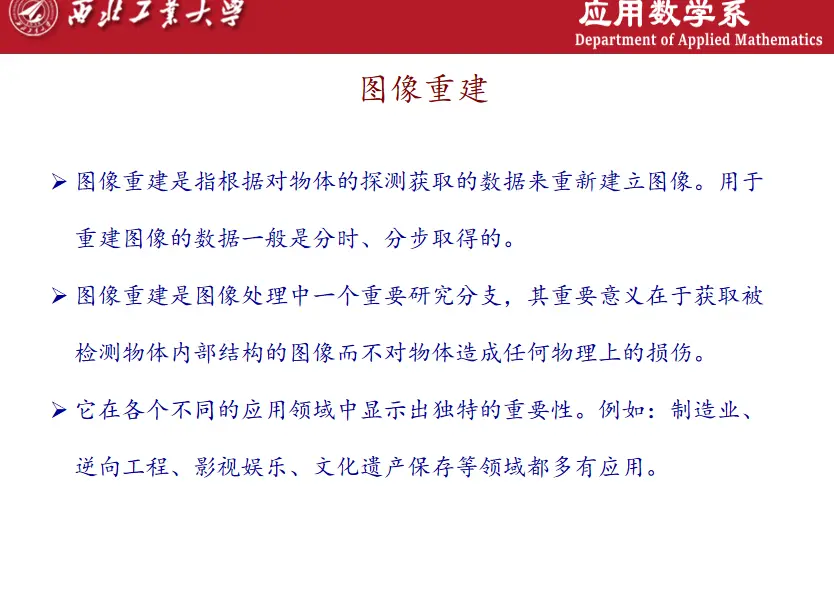 西北工业大学
应用数学系
Department of Applied Mathematics
图像重建
➢ 图像重建是指根据对物体的探测获取的数据来重新建立图像。用于
重建图像的数据一般是分时、分步取得的。
➢ 图像重建是图像处理中一个重要研究分支，其重要意义在于获取被
检测物体内部结构的图像而不对物体造成任何物理上的损伤。
➢ 它在各个不同的应用领域中显示出独特的重要性。例如：制造业、
逆向工程、影视娱乐、文化遗产保存等领域都多有应用。